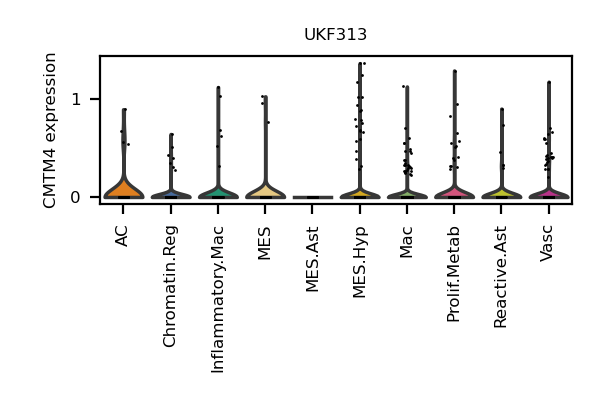 UKF313
CMTM4 expression
1
0
AC
Chromatin.Reg
Inflammatory.Mac
MES
MES.Ast
MES.Hyp
Mac
Prolif.Metab
Reactive.Ast
Vasc